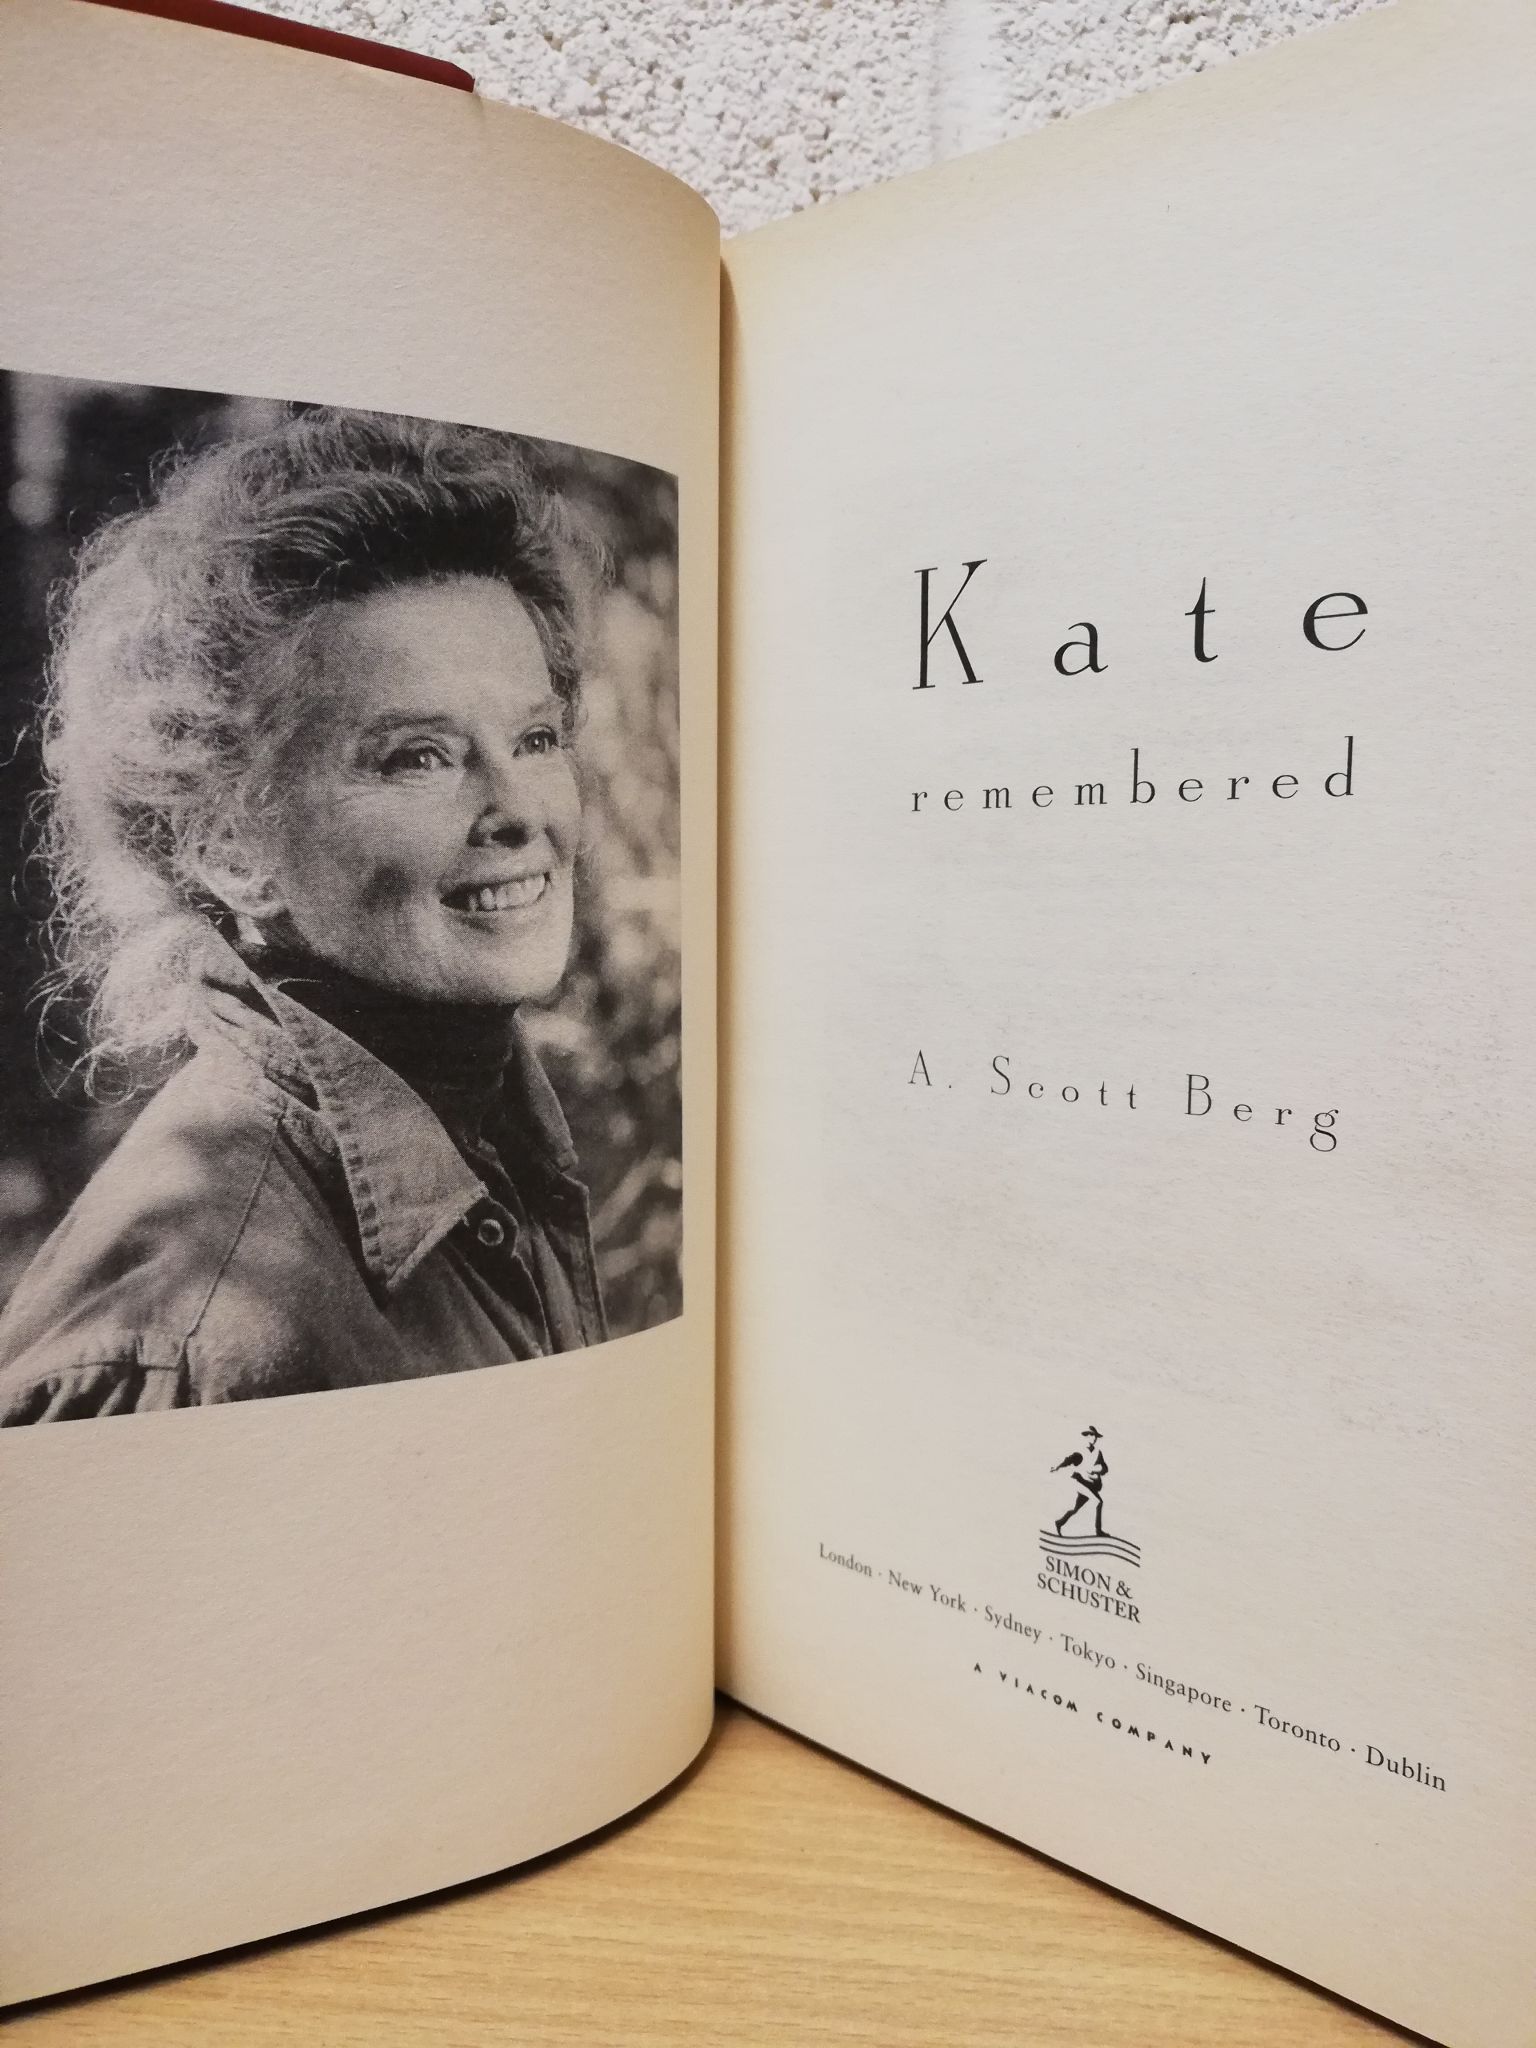 Kate
remembered
A. Scott Berg
SIMON &
SCHUSTER
London · New York · Sydney · Tokyo · Singapore · Toronto · Dublin
A VIACOM COMPANY